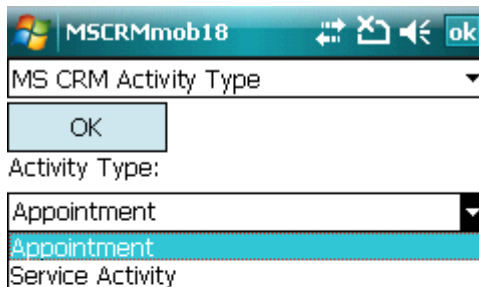 MSCRMmob18 ok
MS CRM Activity Type
OK
Activity Type:
Appointment
Appointment
Service Activity